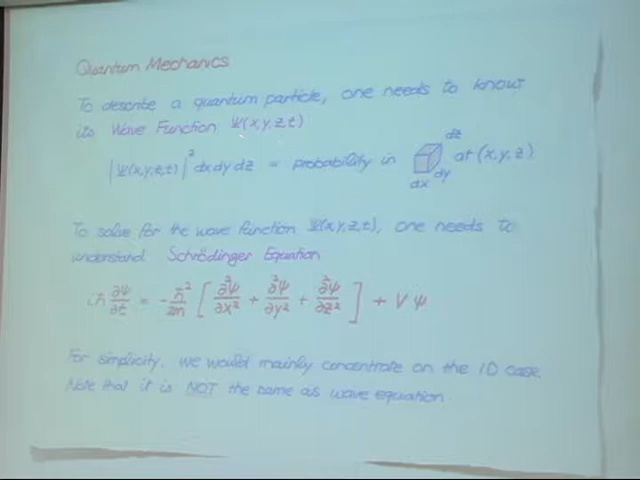 Quantum Mechanics
To describe a quantum particle, one needs to know
its Wave Function Ψ(x,y,z,t)
|Ψ(x,y,z,t)|² dx dy dz = probability in dx dy dz at (x,y,z)
To solve for the wave function Ψ(x,y,z,t), one needs to
understand Schrödinger Equation
iħ ∂Ψ/∂t = -ħ²/2m [∂²Ψ/∂x² + ∂²Ψ/∂y² + ∂²Ψ/∂z²] + VΨ
For simplicity, we would mainly concentrate on the 1D case.
Note that it is NOT the same as wave equation